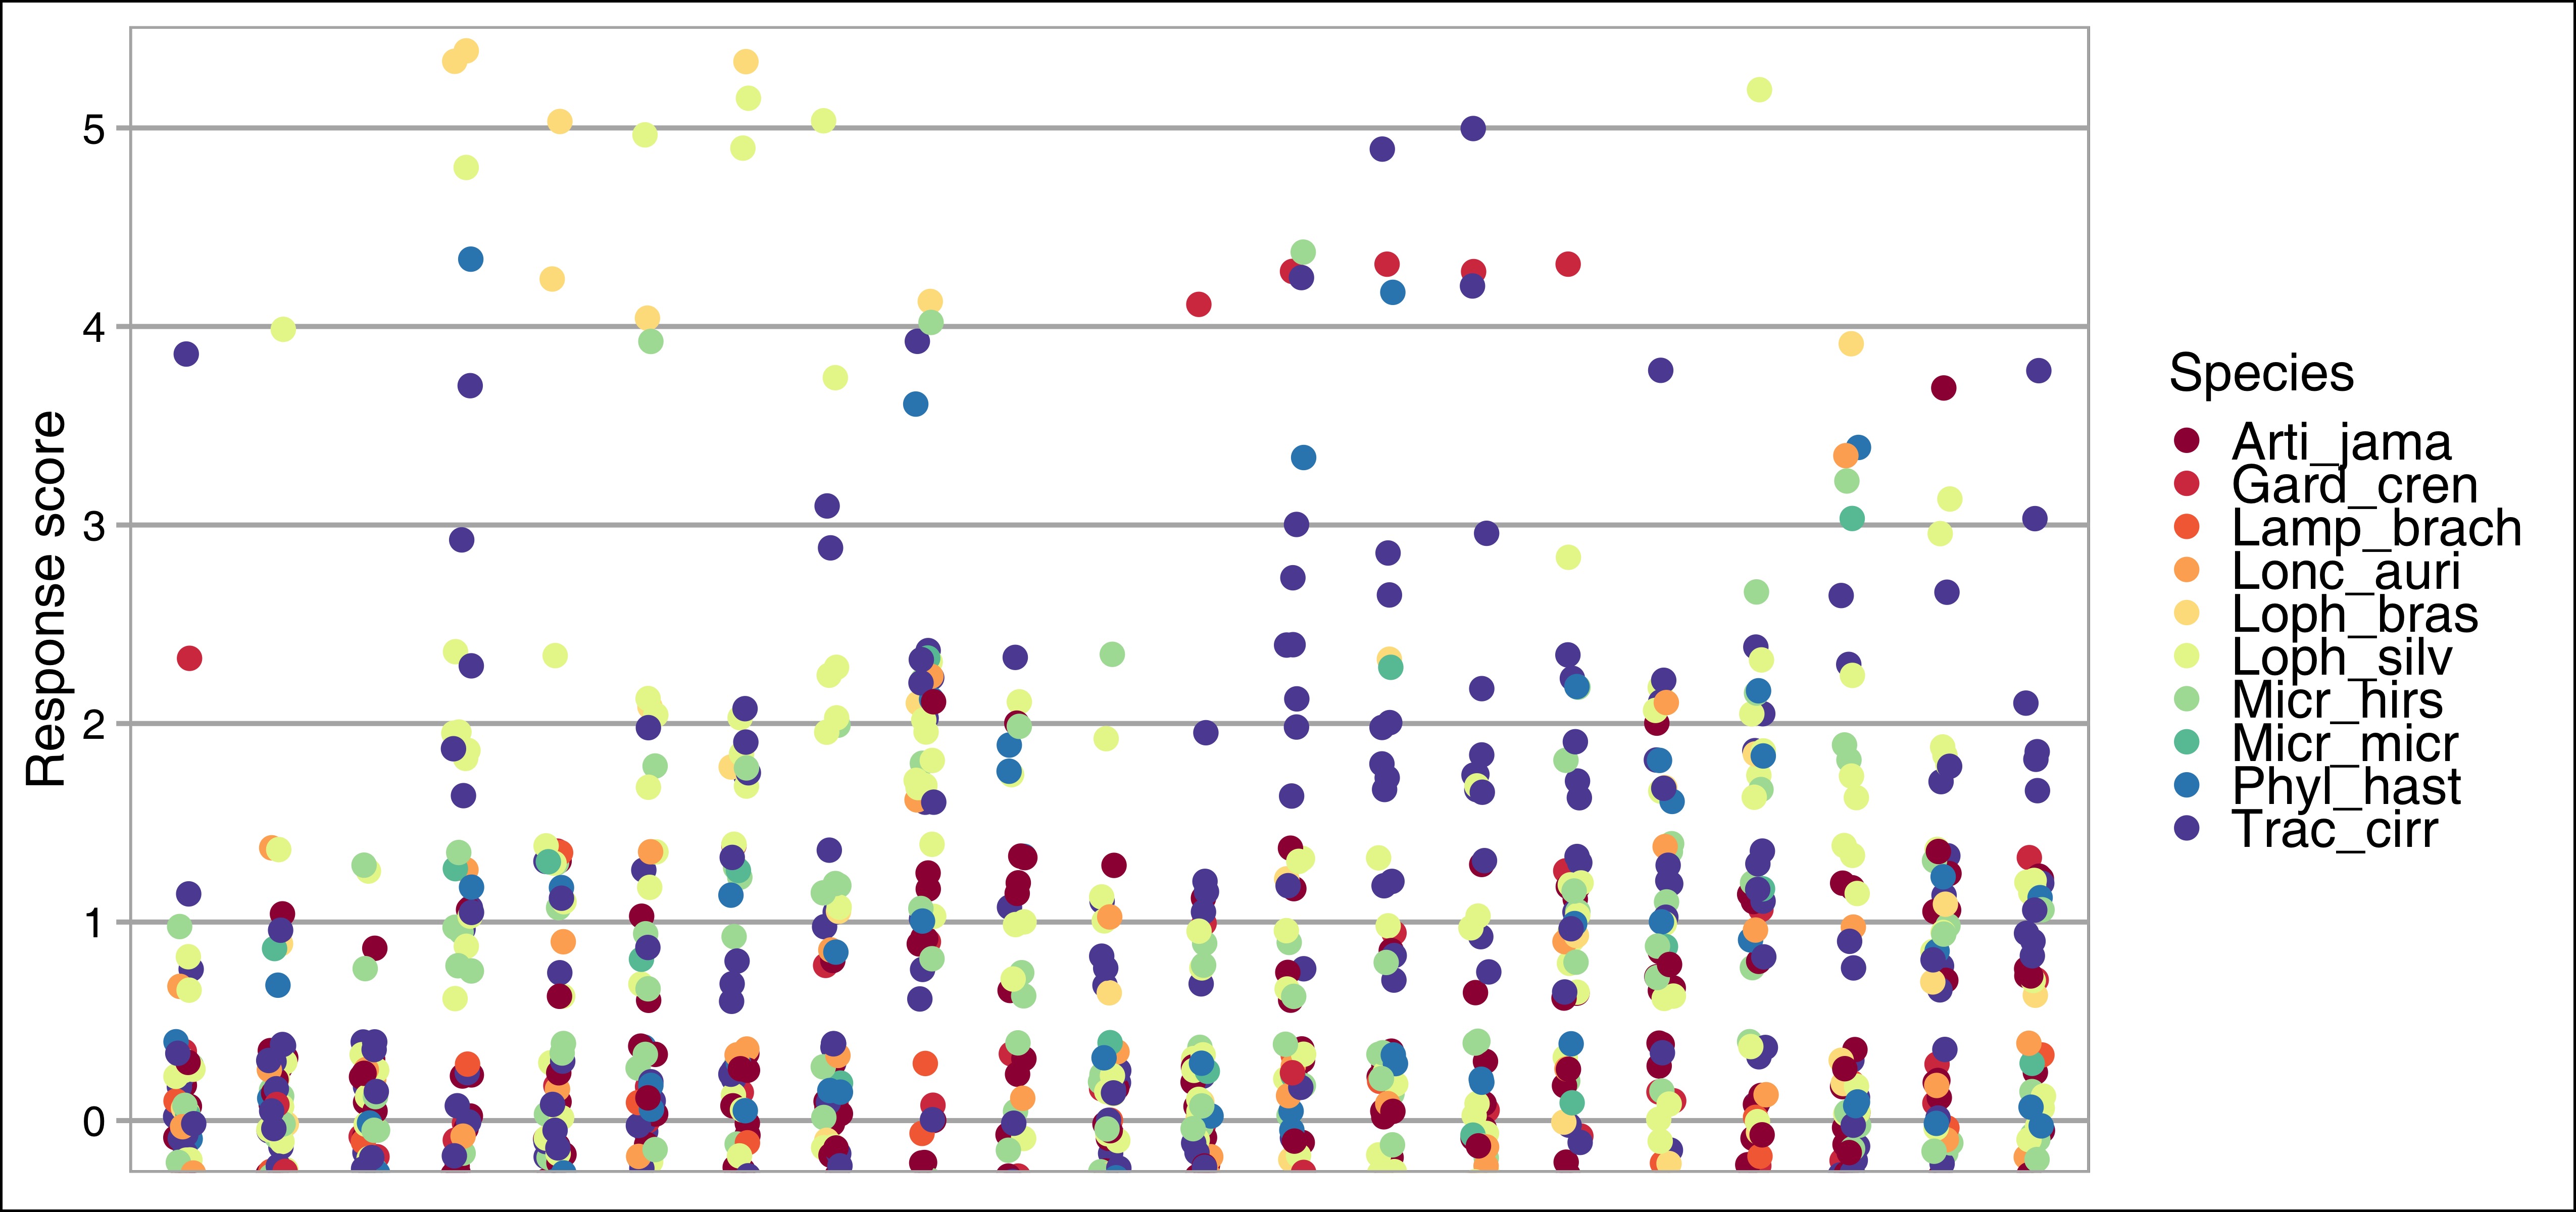 Response score
5
4
3
2
1
0
Species
Arti_jama
Gard_cren
Lamp_brach
Lonc_auri
Loph_bras
Loph_silv
Micr_hirs
Micr_micr
Phyl_hast
Trac_cirr